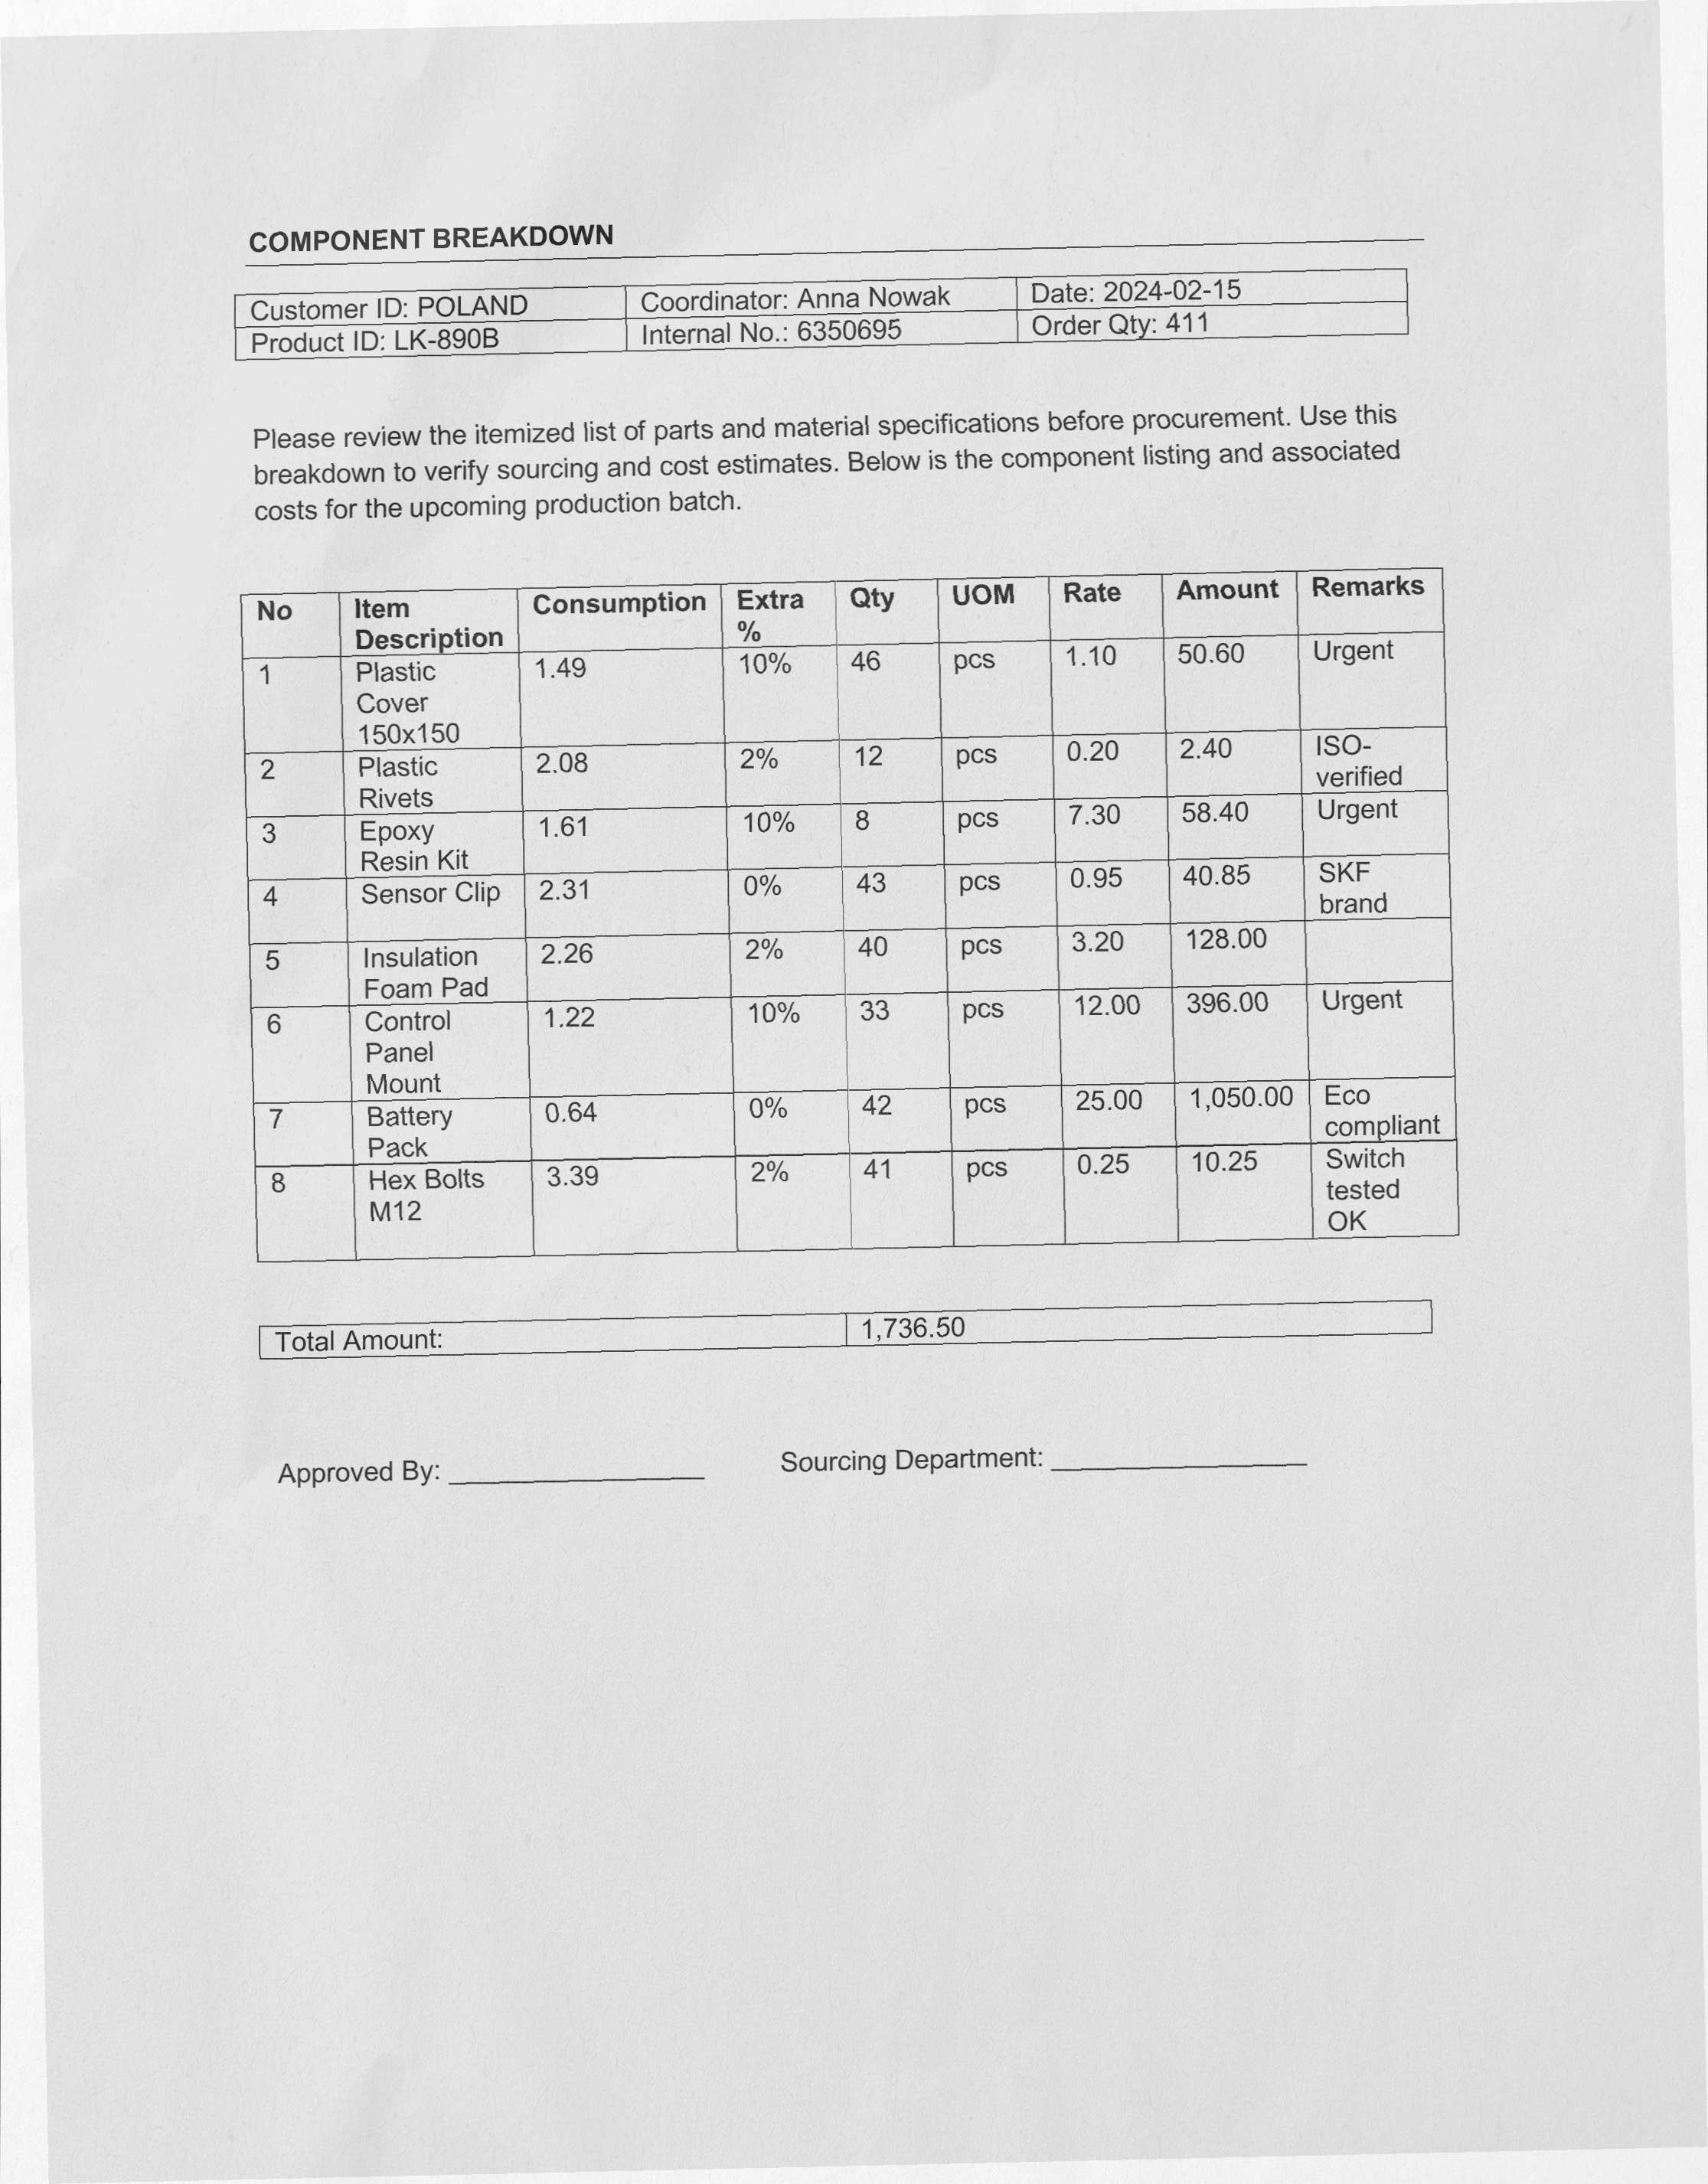 COMPONENT BREAKDOWN
Customer ID: POLAND Coordinator: Anna Nowak Date: 2024-02-15
Product ID: LK-890B Internal No.: 6350695 Order Qty: 411
Please review the itemized list of parts and material specifications before procurement. Use this
breakdown to verify sourcing and cost estimates. Below is the component listing and associated
costs for the upcoming production batch.
No Item Description Consumption Extra % Qty UOM Rate Amount Remarks
1 Plastic Cover 150x150 1.49 10% 46 pcs 1.10 50.60 Urgent
2 Plastic Rivets 2.08 2% 12 pcs 0.20 2.40 ISO-verified
3 Epoxy Resin Kit 1.61 10% 8 pcs 7.30 58.40 Urgent
4 Sensor Clip 2.31 0% 43 pcs 0.95 40.85 SKF brand
5 Insulation Foam Pad 2.26 2% 40 pcs 3.20 128.00
6 Control Panel Mount 1.22 10% 33 pcs 12.00 396.00 Urgent
7 Battery Pack 0.64 0% 42 pcs 25.00 1,050.00 Eco compliant
8 Hex Bolts M12 3.39 2% 41 pcs 0.25 10.25 Switch tested OK
Total Amount: 1,736.50
Approved By: Sourcing Department: